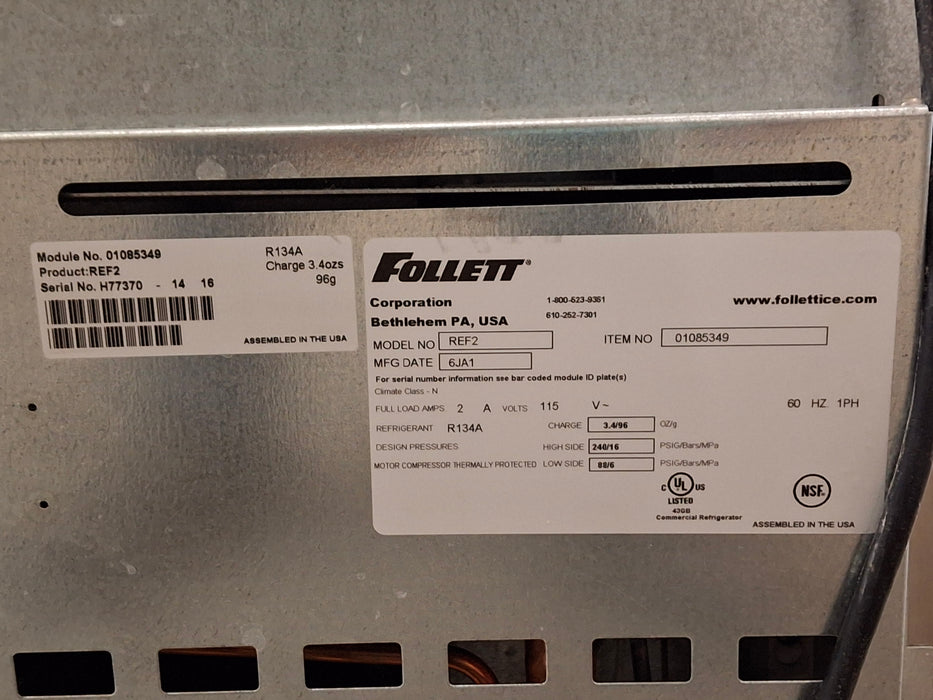 Module No. 01085349
Product:REF2
Serial No. H77370 - 14 16
R134A
Charge 3.4ozs
96g
ASSEMBLED IN THE USA
FOLLETT®
Corporation
Bethlehem PA, USA
1-800-523-9361
610-252-7301
www.follettice.com
MODEL NO REF2
ITEM NO 01085349
MFG DATE 6JA1
For serial number information see bar coded module ID plate(s)
Climate Class - N
FULL LOAD AMPS 2 A VOLTS 115 V~ 60 HZ 1PH
REFRIGERANT R134A CHARGE 3.4/96 OZ/g
DESIGN PRESSURES HIGH SIDE 240/16 PSIG/Bars/MPa
MOTOR COMPRESSOR THERMALLY PROTECTED LOW SIDE 88/6 PSIG/Bars/MPa
C UL US
LISTED
43GB
Commercial Refrigerator
NSF®
ASSEMBLED IN THE USA